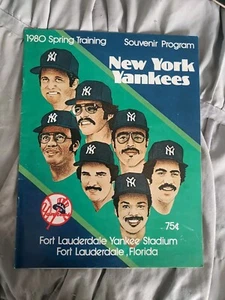 1980 Spring Training Souvenir Program
New York
Yankees
75¢
Fort Lauderdale Yankee Stadium
Fort Lauderdale, Florida